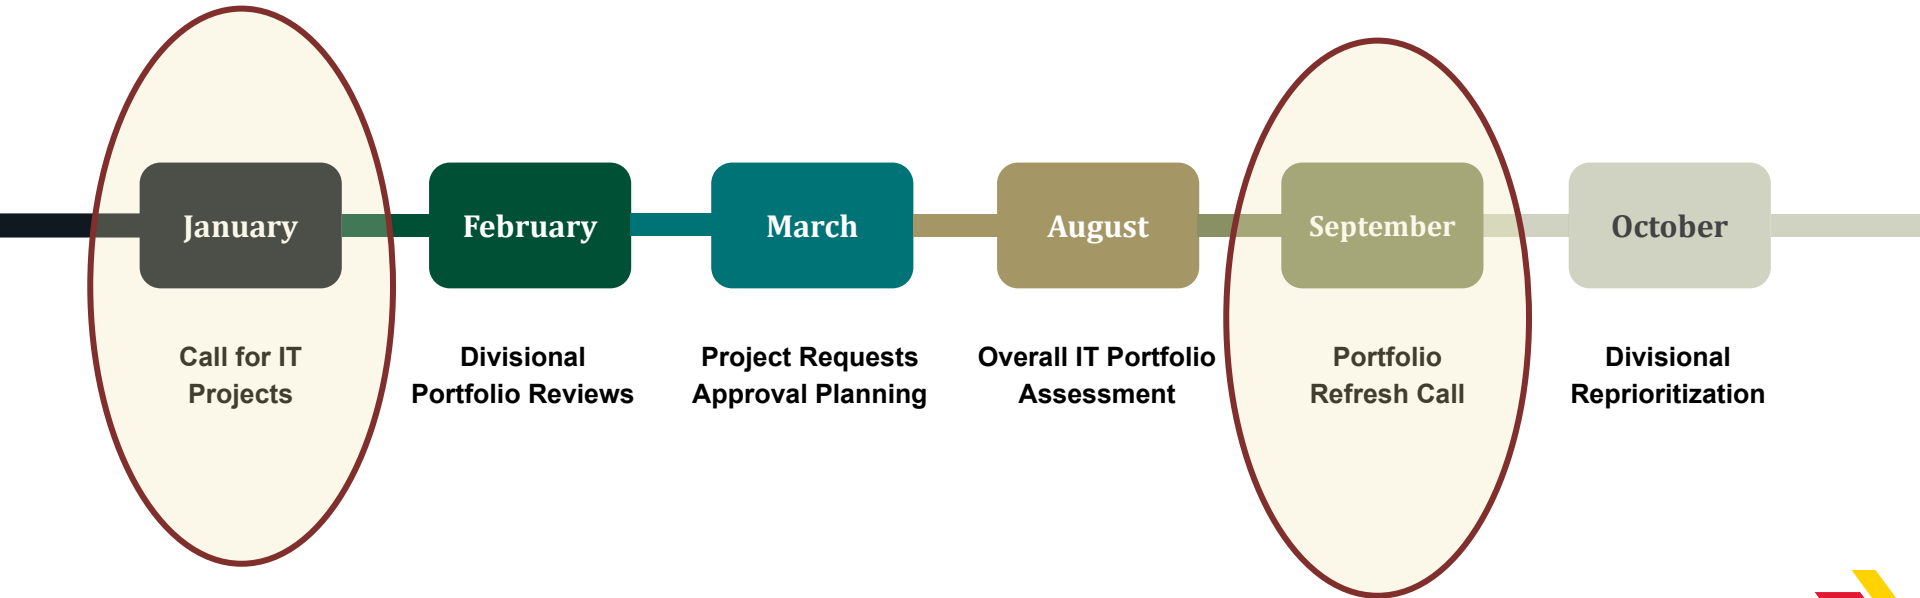 January
February
March
August
September
October
Call for IT
Projects
Divisional
Portfolio Reviews
Project Requests
Approval Planning
Overall IT Portfolio
Assessment
Portfolio
Refresh Call
Divisional
Reprioritization